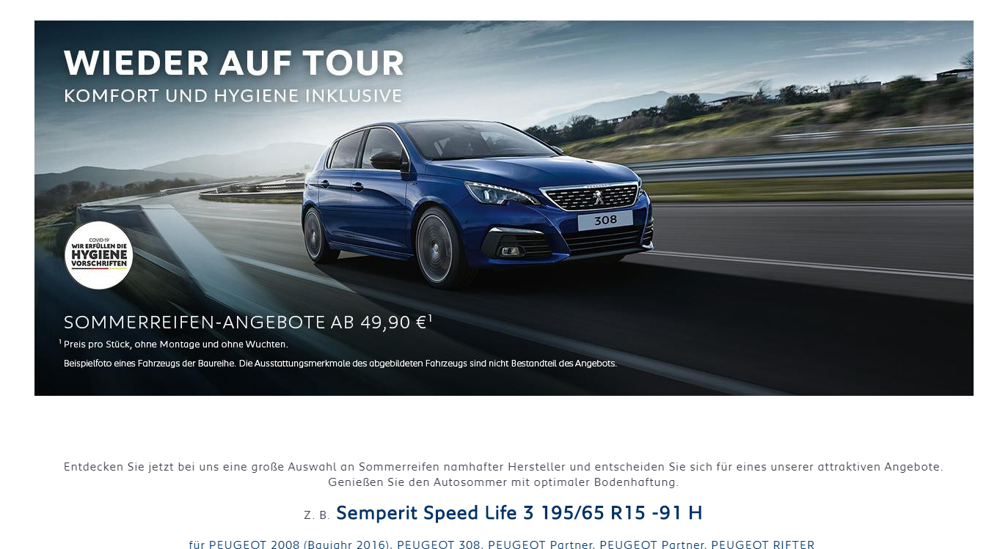 WIEDER AUF TOUR
KOMFORT UND HYGIENE INKLUSIVE
308
COVID-19
WIR ERFÜLLEN DIE
HYGIENE
VORSCHRIFTEN
SOMMERREIFEN-ANGEBOTE AB 49,90 €¹
¹ Preis pro Stück, ohne Montage und ohne Wuchten.
Beispielfoto eines Fahrzeugs der Baureihe. Die Ausstattungsmerkmale des abgebildeten Fahrzeugs sind nicht Bestandteil des Angebots.
Entdecken Sie jetzt bei uns eine große Auswahl an Sommerreifen namhafter Hersteller und entscheiden Sie sich für eines unserer attraktiven Angebote.
Genießen Sie den Autosommer mit optimaler Bodenhaftung.
Z. B. Semperit Speed Life 3 195/65 R15 -91 H
für PEUGEOT 2008 (Baujahr 2016), PEUGEOT 308, PEUGEOT Partner, PEUGEOT Partner, PEUGEOT RIFTER